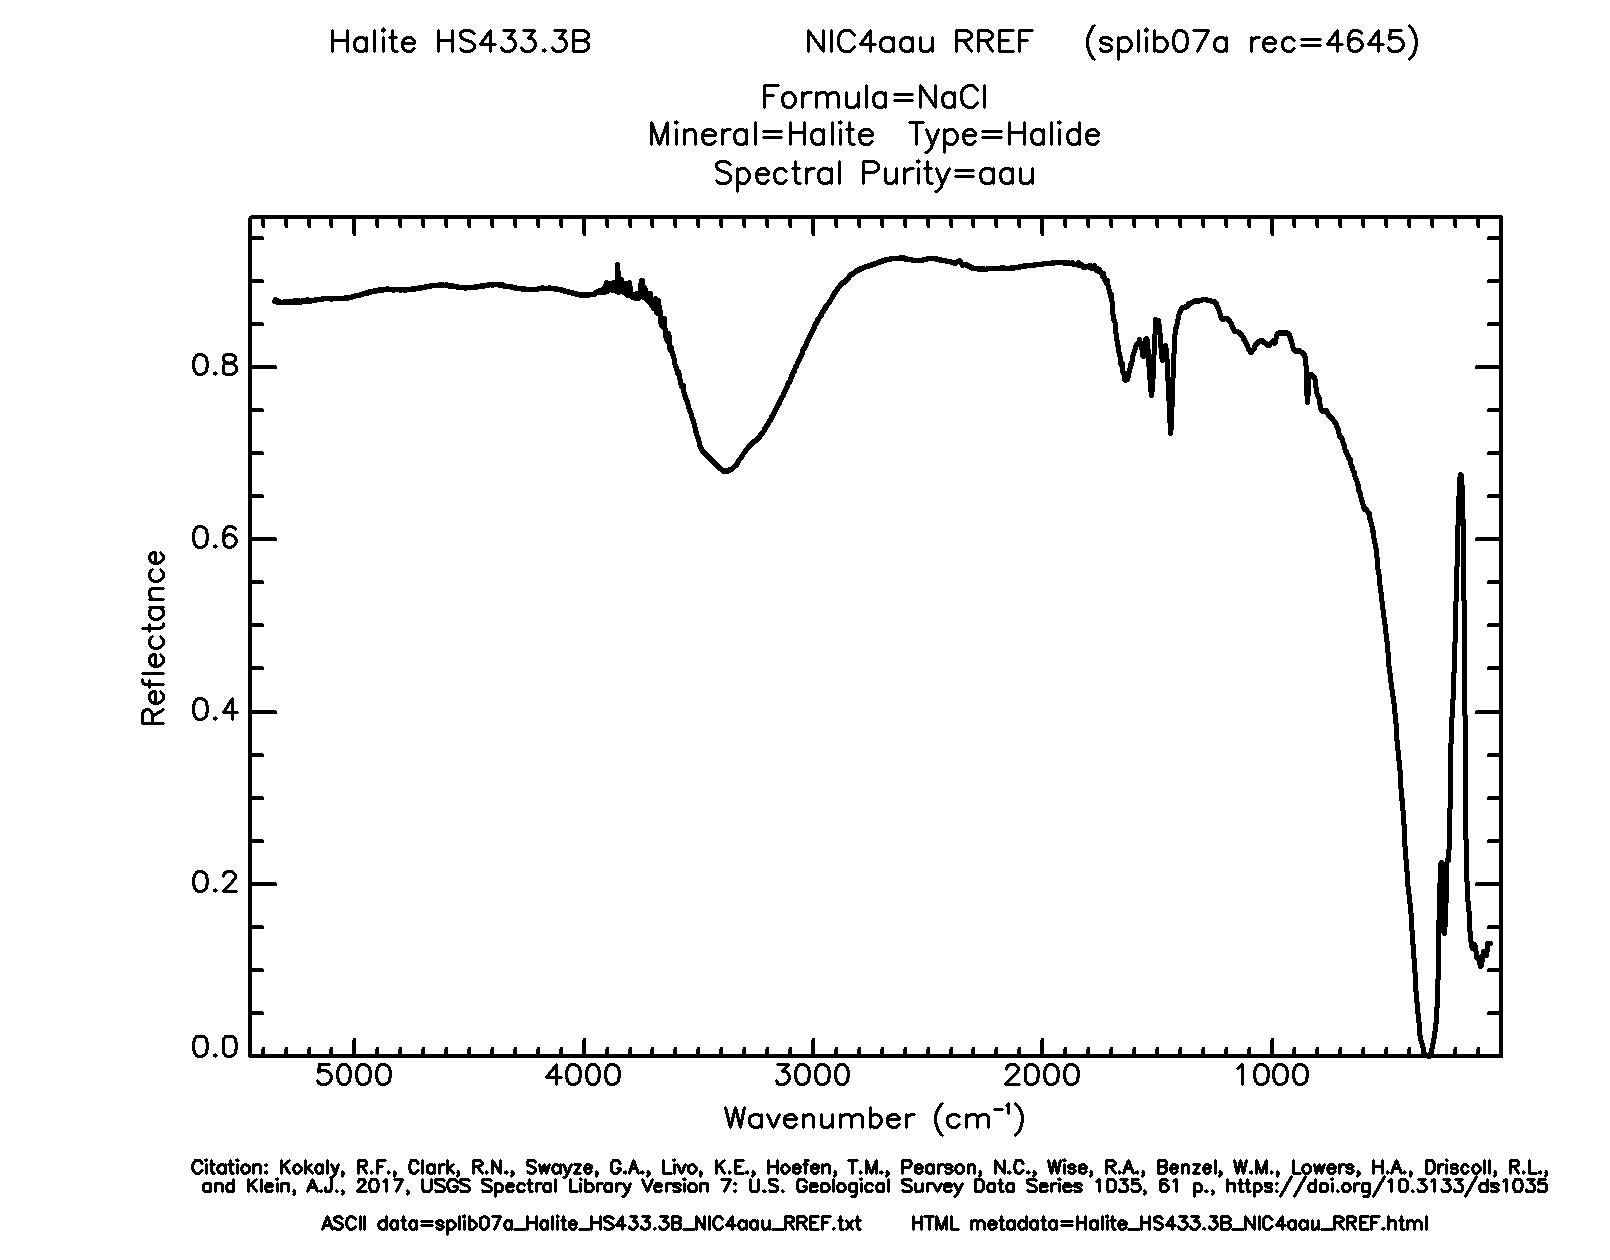 Halite HS433.3B NIC4aau RREF (splib07a rec=4645)
Formula=NaCl
Mineral=Halite Type=Halide
Spectral Purity=aau
Reflectance
0.8
0.6
0.4
0.2
0.0
5000 4000 3000 2000 1000
Wavenumber (cm⁻¹)
Citation: Kokaly, R.F., Clark, R.N., Swayze, G.A., Livo, K.E., Hoefen, T.M., Pearson, N.C., Wise, R.A., Benzel, W.M., Lowers, H.A., Driscoll, R.L.,
and Klein, A.J., 2017, USGS Spectral Library Version 7: U.S. Geological Survey Data Series 1035, 61 p., https://doi.org/10.3133/ds1035
ASCII data=splib07a_Halite_HS433.3B_NIC4aau_RREF.txt HTML metadata=Halite_HS433.3B_NIC4aau_RREF.html